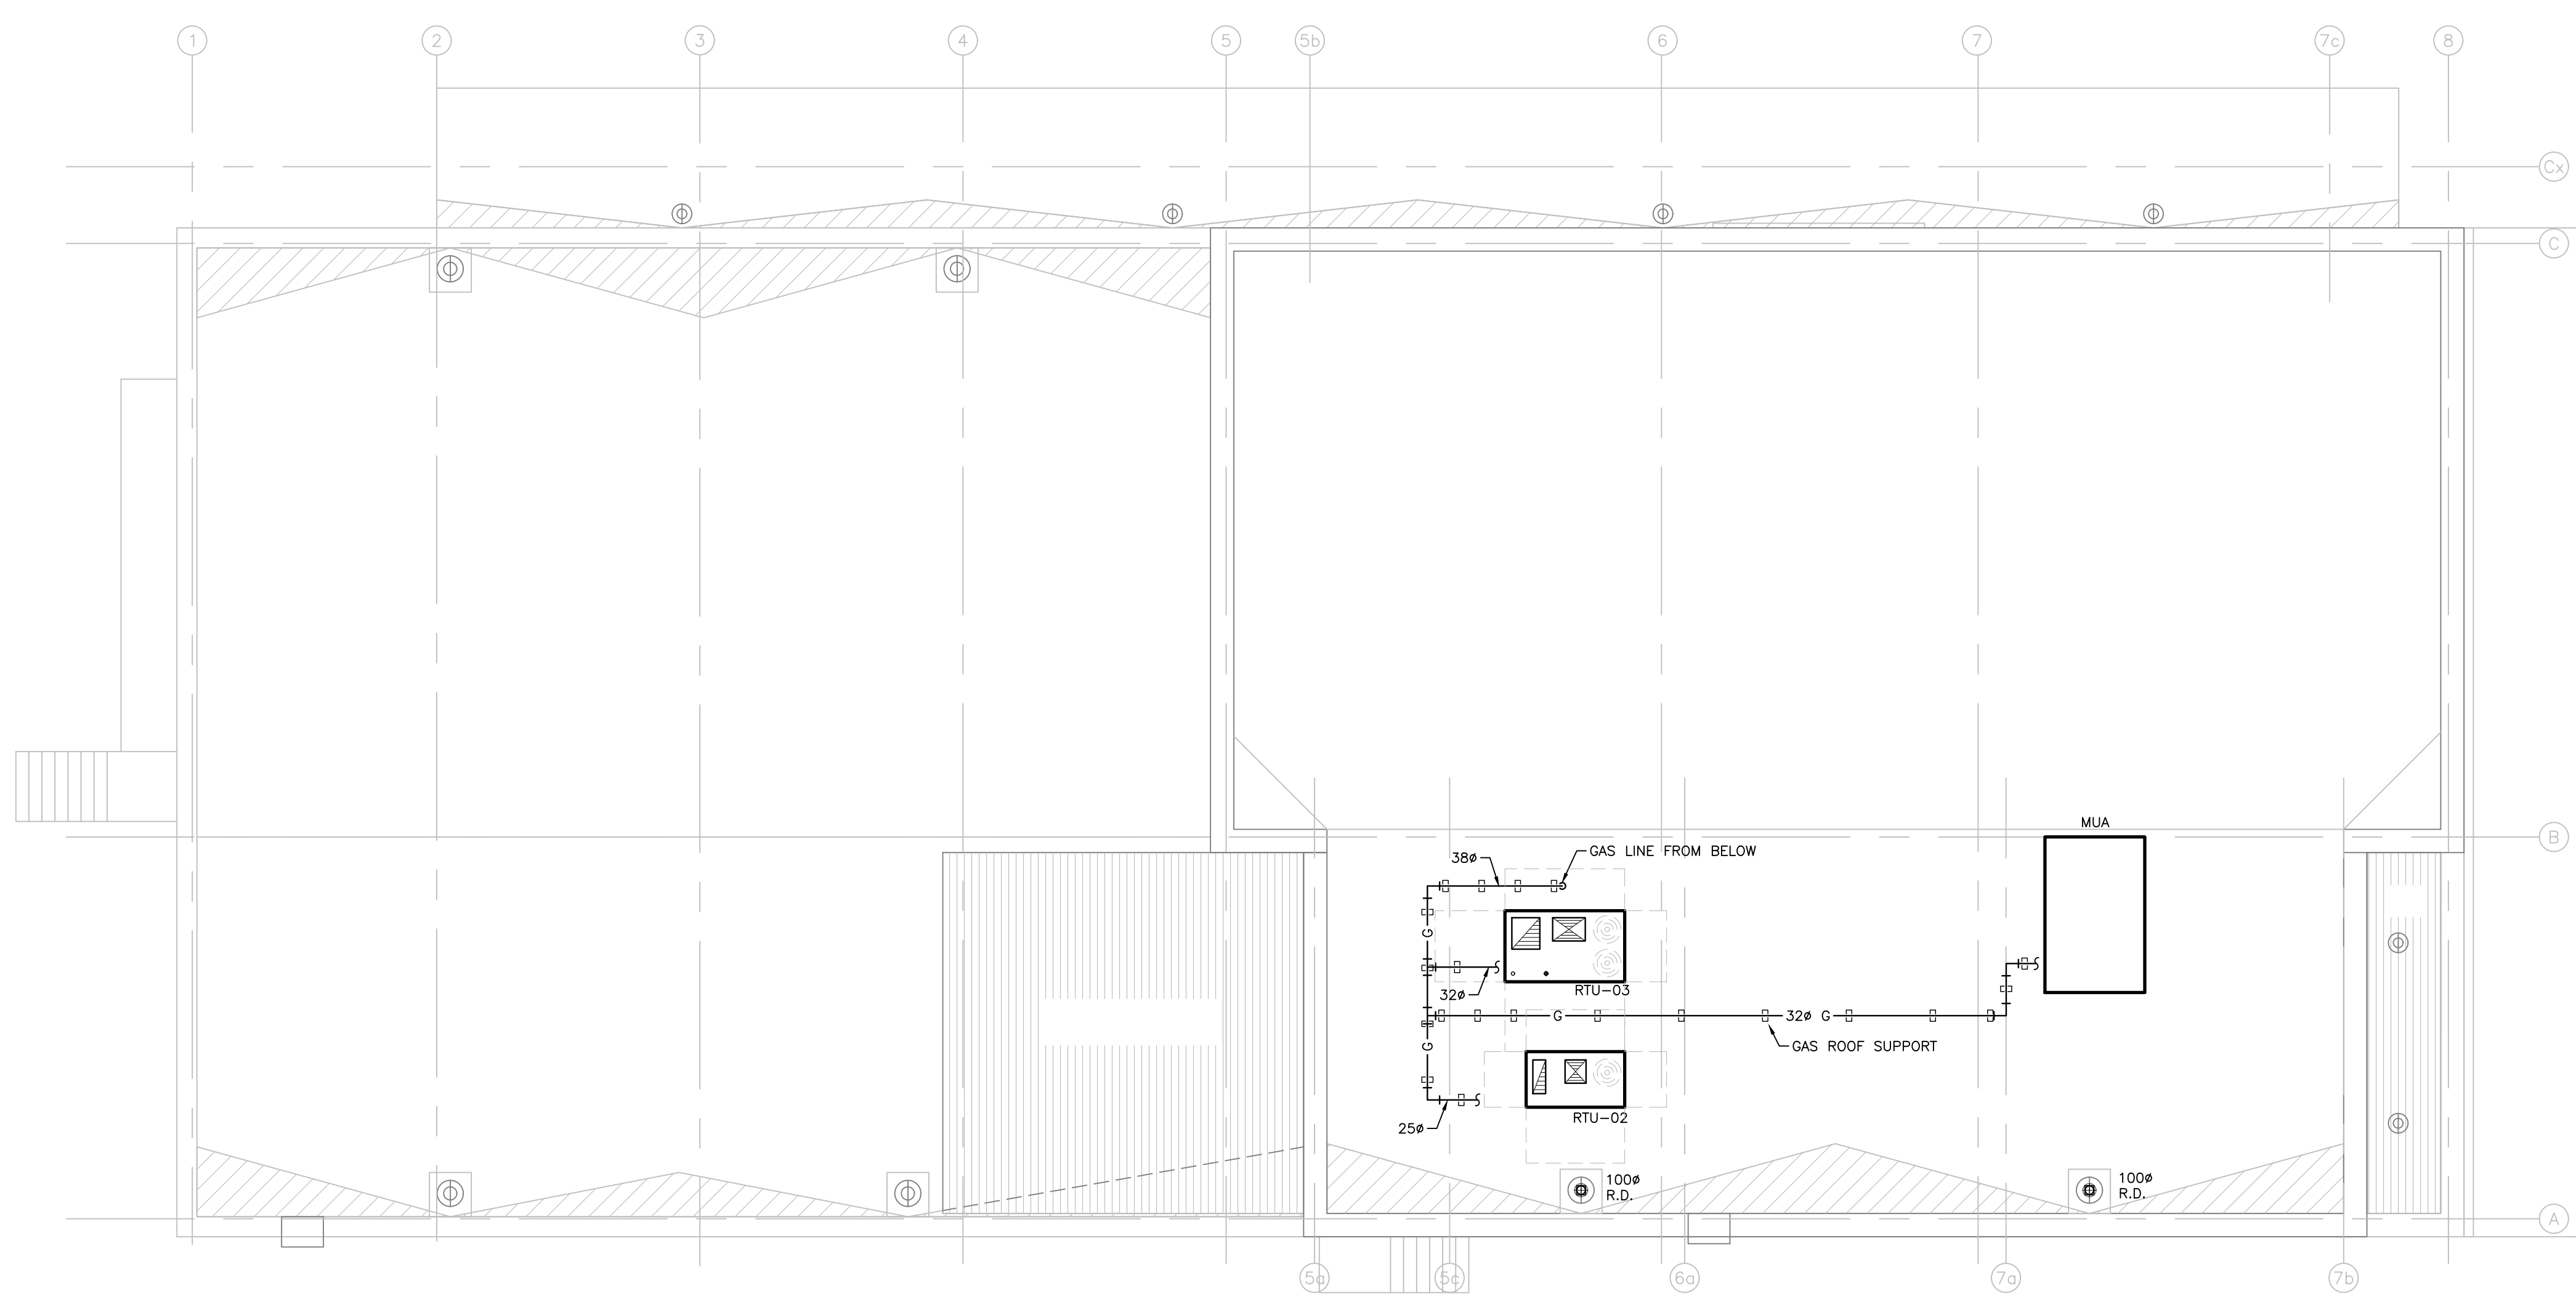 1
2
3
4
5
5b
6
7
7c
8
Cx
C
B
MUA
38ø
GAS LINE FROM BELOW
G
32ø
RTU-03
G
32ø G
GAS ROOF SUPPORT
G
25ø
RTU-02
100ø
R.D.
100ø
R.D.
A
5a
5c
6a
7a
7b